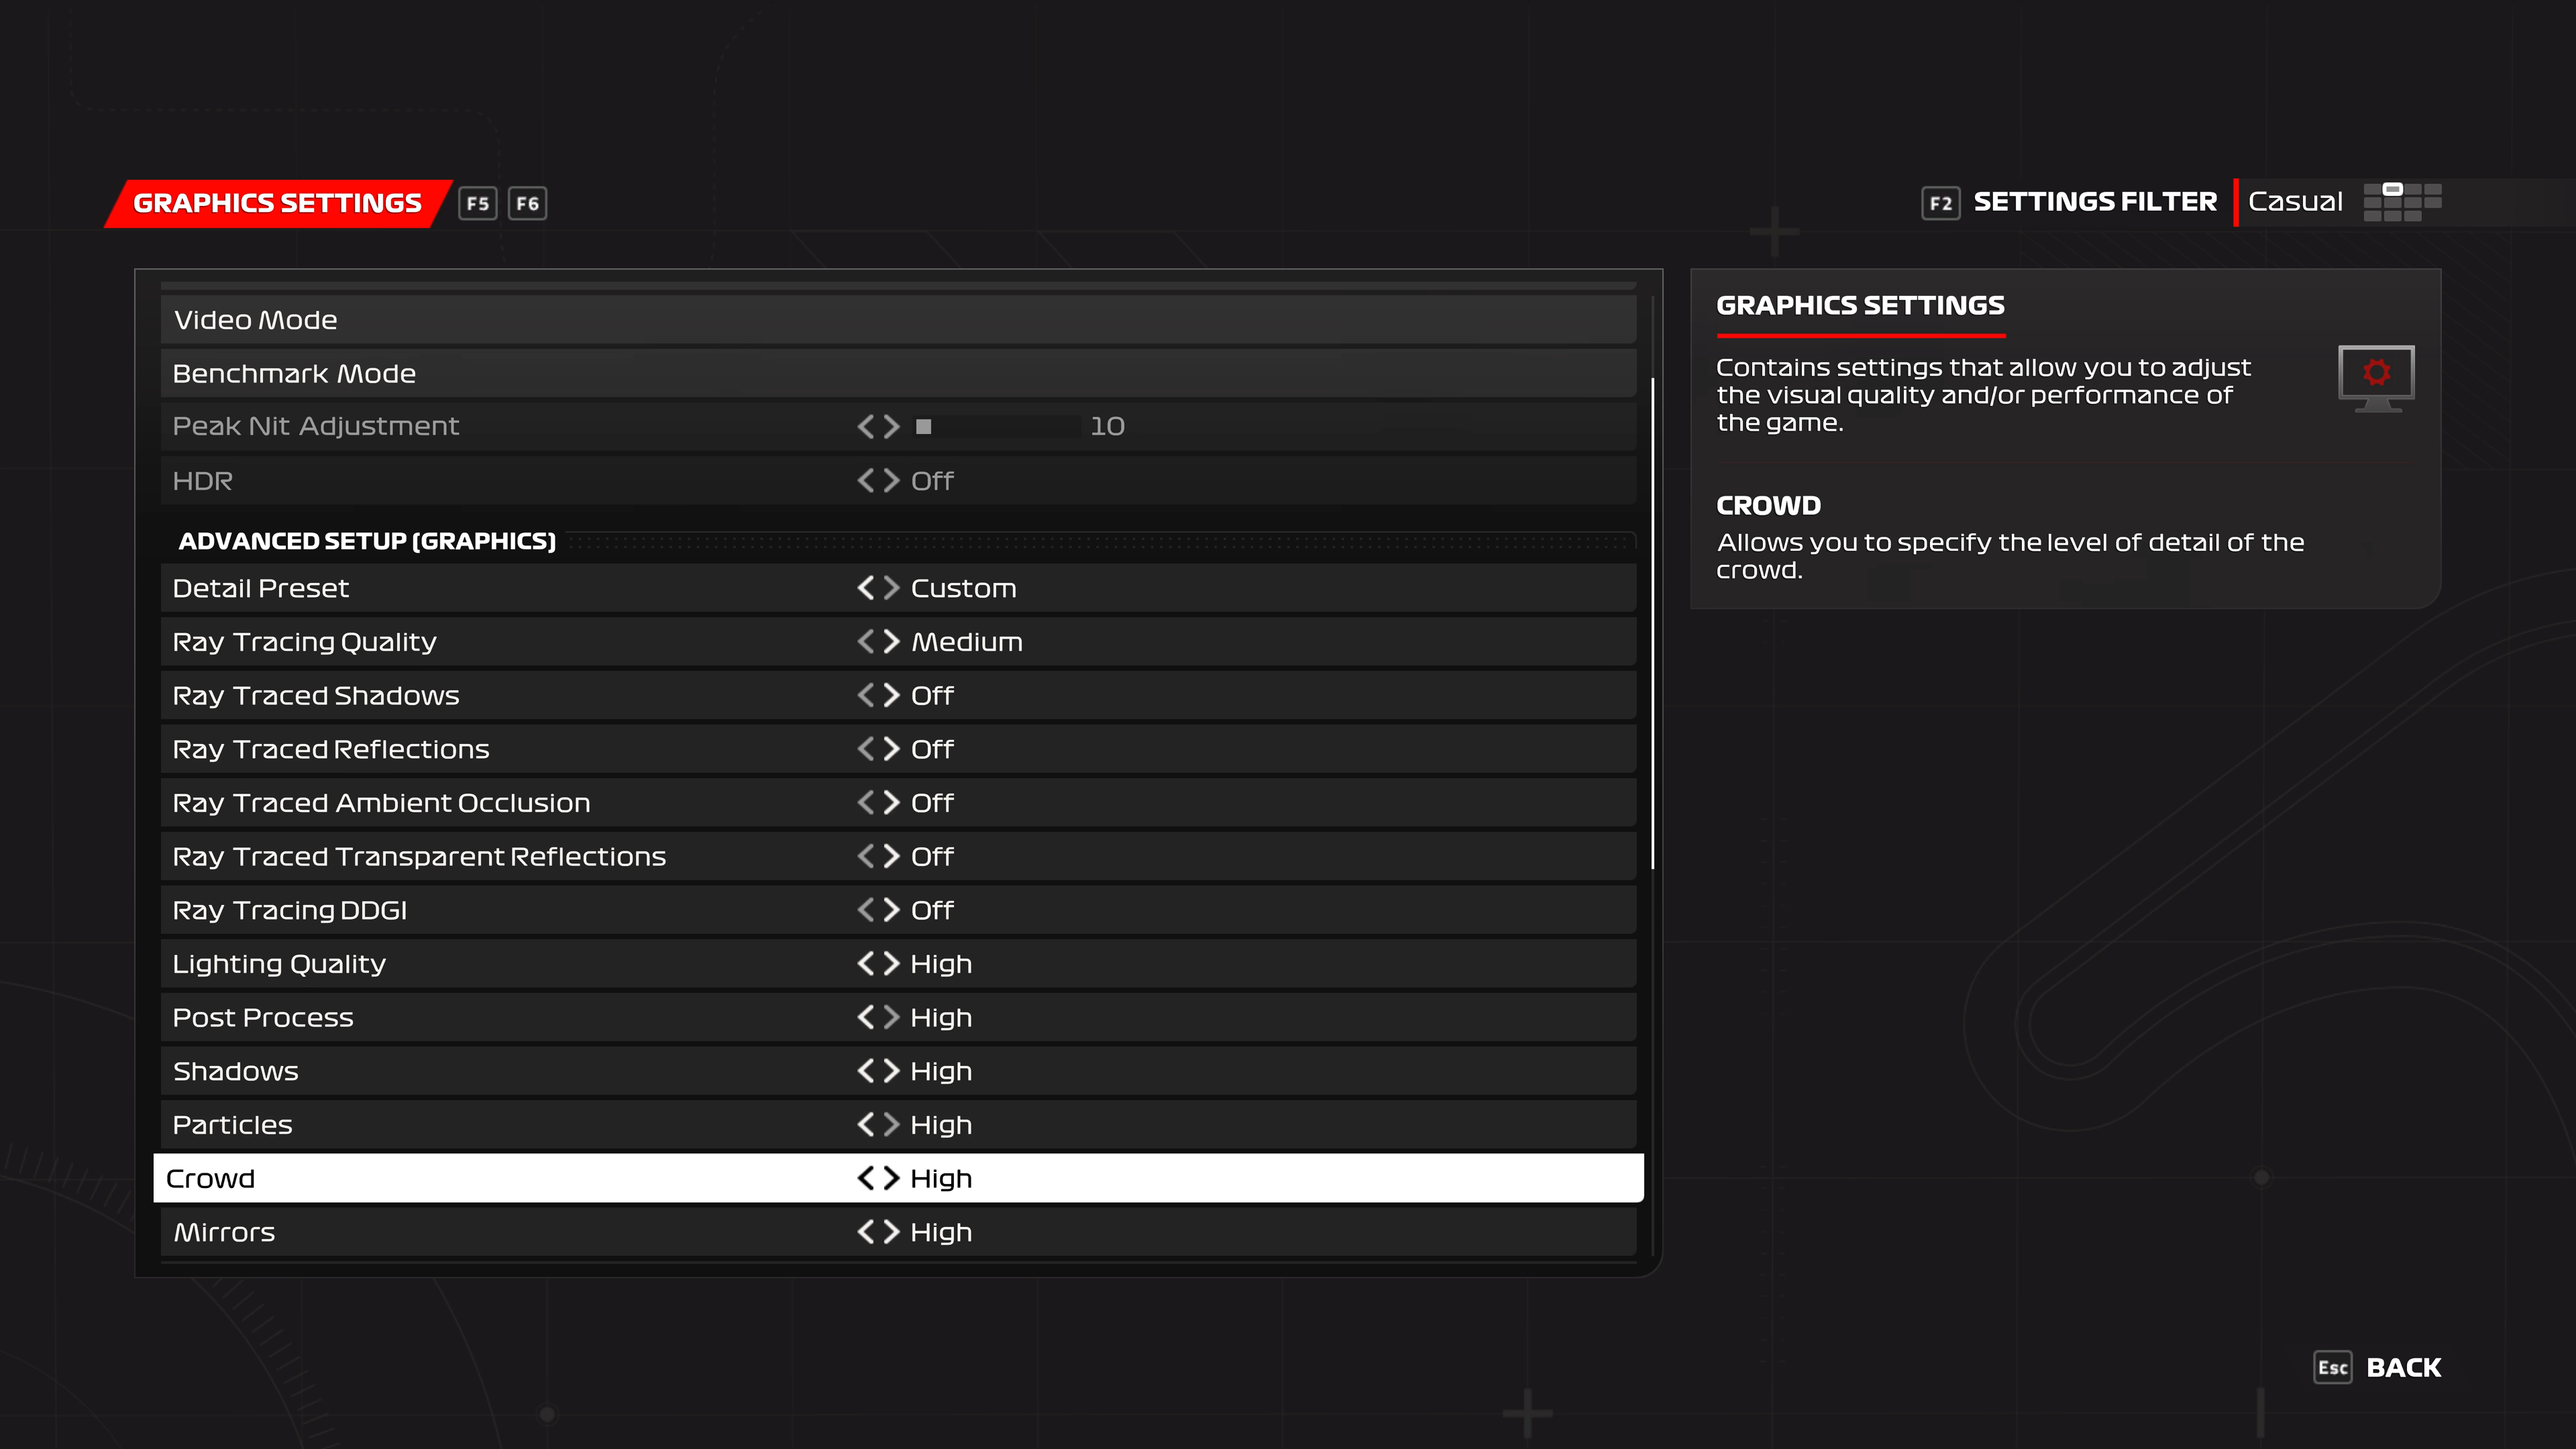 GRAPHICS SETTINGS F5 F6
F2 SETTINGS FILTER Casual
Video Mode
Benchmark Mode
Peak Nit Adjustment 10
HDR Off
ADVANCED SETUP (GRAPHICS)
Detail Preset Custom
Ray Tracing Quality Medium
Ray Traced Shadows Off
Ray Traced Reflections Off
Ray Traced Ambient Occlusion Off
Ray Traced Transparent Reflections Off
Ray Tracing DDGI Off
Lighting Quality High
Post Process High
Shadows High
Particles High
Crowd High
Mirrors High
GRAPHICS SETTINGS
Contains settings that allow you to adjust
the visual quality and/or performance of
the game.
CROWD
Allows you to specify the level of detail of the
crowd.
Esc BACK